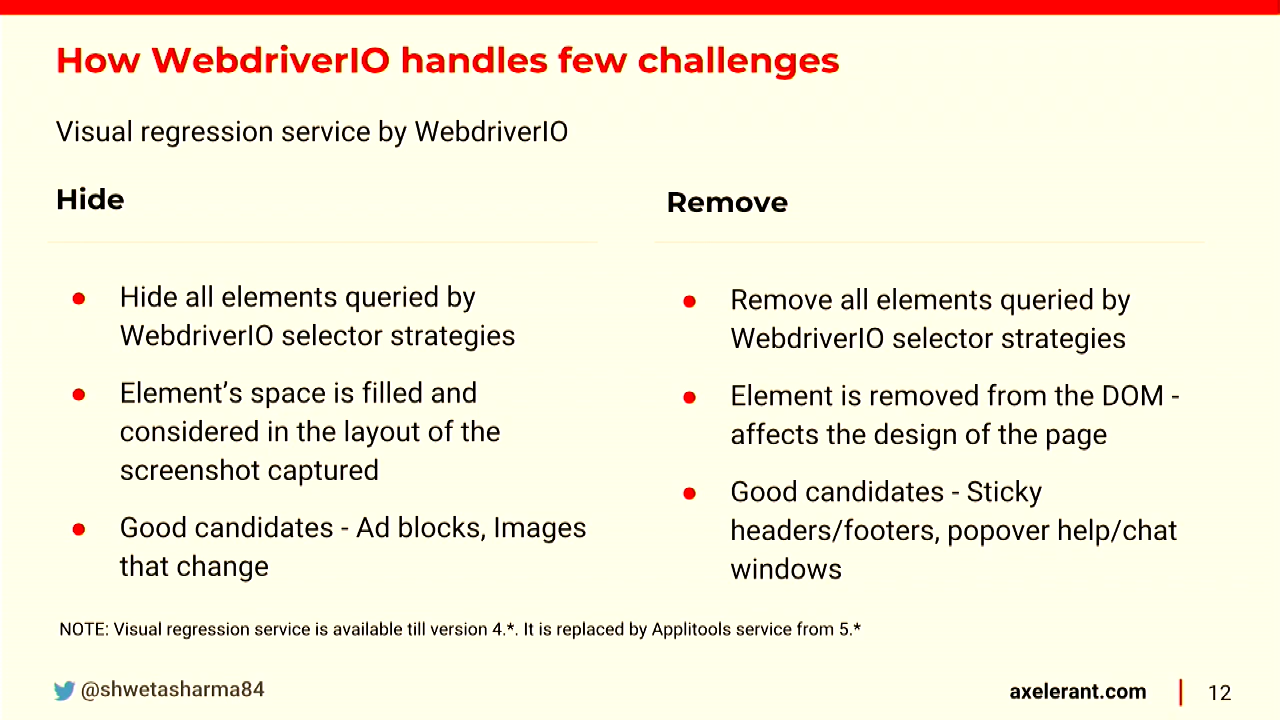 How WebdriverIO handles few challenges
Visual regression service by WebdriverIO
Hide
Hide all elements queried by
WebdriverIO selector strategies
Element’s space is filled and
considered in the layout of the
screenshot captured
Good candidates - Ad blocks, Images
that change
Remove
Remove all elements queried by
WebdriverIO selector strategies
Element is removed from the DOM -
affects the design of the page
Good candidates - Sticky
headers/footers, popover help/chat
windows
NOTE: Visual regression service is available till version 4.*. It is replaced by Applitools service from 5.*
@shwetasharma84
axelerant.com
12